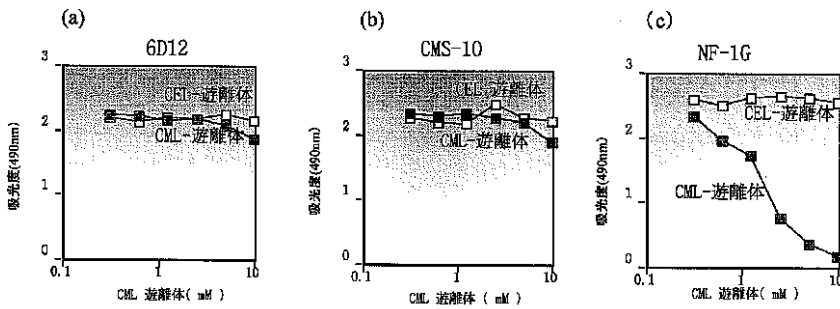 (a)
6D12
3
2
1
0
0.1
1
10
吸光度(490nm)
CEL-遊離体
CML-遊離体
CML 遊離体( mM )
(b)
CMS-10
3
2
1
0
0.1
1
10
吸光度(490nm)
CEL-遊離体
CML-遊離体
CML 遊離体 ( mM )
(c)
NF-1G
3
2
1
0
0.1
1
10
吸光度(490nm)
CEL-遊離体
CML-遊離体
CML 遊離体( mM )